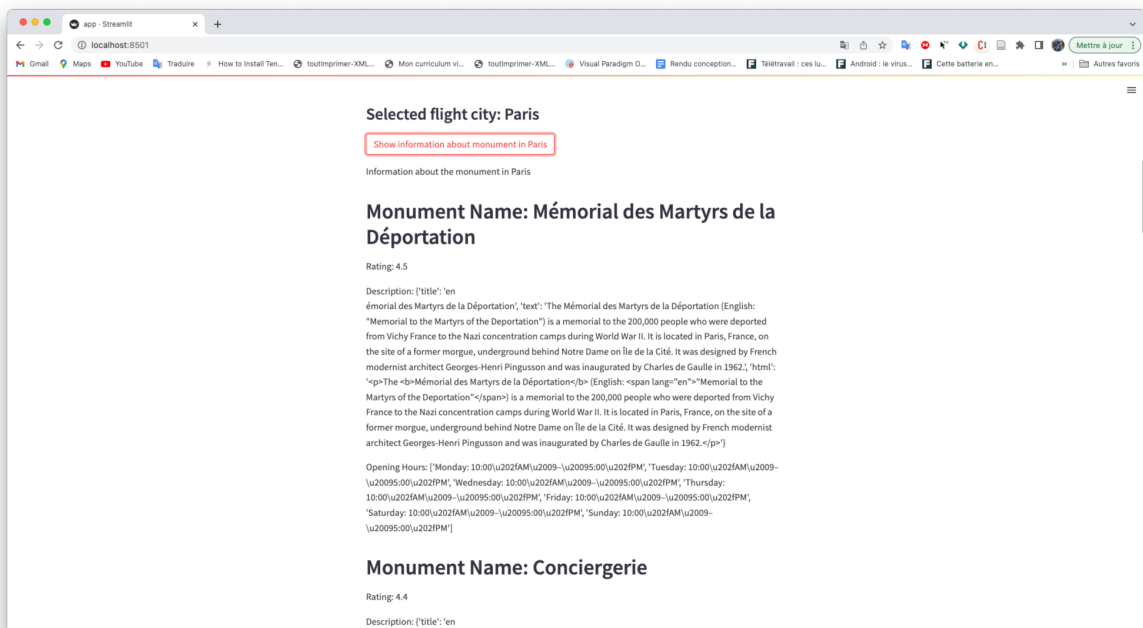 app · Streamlit
localhost:8501
Mettre à jour
Gmail Maps YouTube Traduire How to Install Ten... toutImprimer-XML... Mon curriculum vi... toutImprimer-XML... Visual Paradigm O... Rendu conception... Télétravail : ces lu... Android : le virus... Cette batterie en... » Autres favoris
Selected flight city: Paris
Show information about monument in Paris
Information about the monument in Paris
Monument Name: Mémorial des Martyrs de la
Déportation
Rating: 4.5
Description: {'title': 'en
émorial des Martyrs de la Déportation', 'text': 'The Mémorial des Martyrs de la Déportation (English:
"Memorial to the Martyrs of the Deportation") is a memorial to the 200,000 people who were deported
from Vichy France to the Nazi concentration camps during World War II. It is located in Paris, France, on
the site of a former morgue, underground behind Notre Dame on Île de la Cité. It was designed by French
modernist architect Georges-Henri Pingusson and was inaugurated by Charles de Gaulle in 1962.', 'html':
'<p>The <b>Mémorial des Martyrs de la Déportation</b> (English: <span lang="en">"Memorial to the
Martyrs of the Deportation"</span>) is a memorial to the 200,000 people who were deported from Vichy
France to the Nazi concentration camps during World War II. It is located in Paris, France, on the site of a
former morgue, underground behind Notre Dame on Île de la Cité. It was designed by French modernist
architect Georges-Henri Pingusson and was inaugurated by Charles de Gaulle in 1962.</p>'}
Opening Hours: ['Monday: 10:00\u202fAM\u2009–\u20095:00\u202fPM', 'Tuesday: 10:00\u202fAM\u2009–
\u20095:00\u202fPM', 'Wednesday: 10:00\u202fAM\u2009–\u20095:00\u202fPM', 'Thursday:
10:00\u202fAM\u2009–\u20095:00\u202fPM', 'Friday: 10:00\u202fAM\u2009–\u20095:00\u202fPM',
'Saturday: 10:00\u202fAM\u2009–\u20095:00\u202fPM', 'Sunday: 10:00\u202fAM\u2009–
\u20095:00\u202fPM']
Monument Name: Conciergerie
Rating: 4.4
Description: {'title': 'en